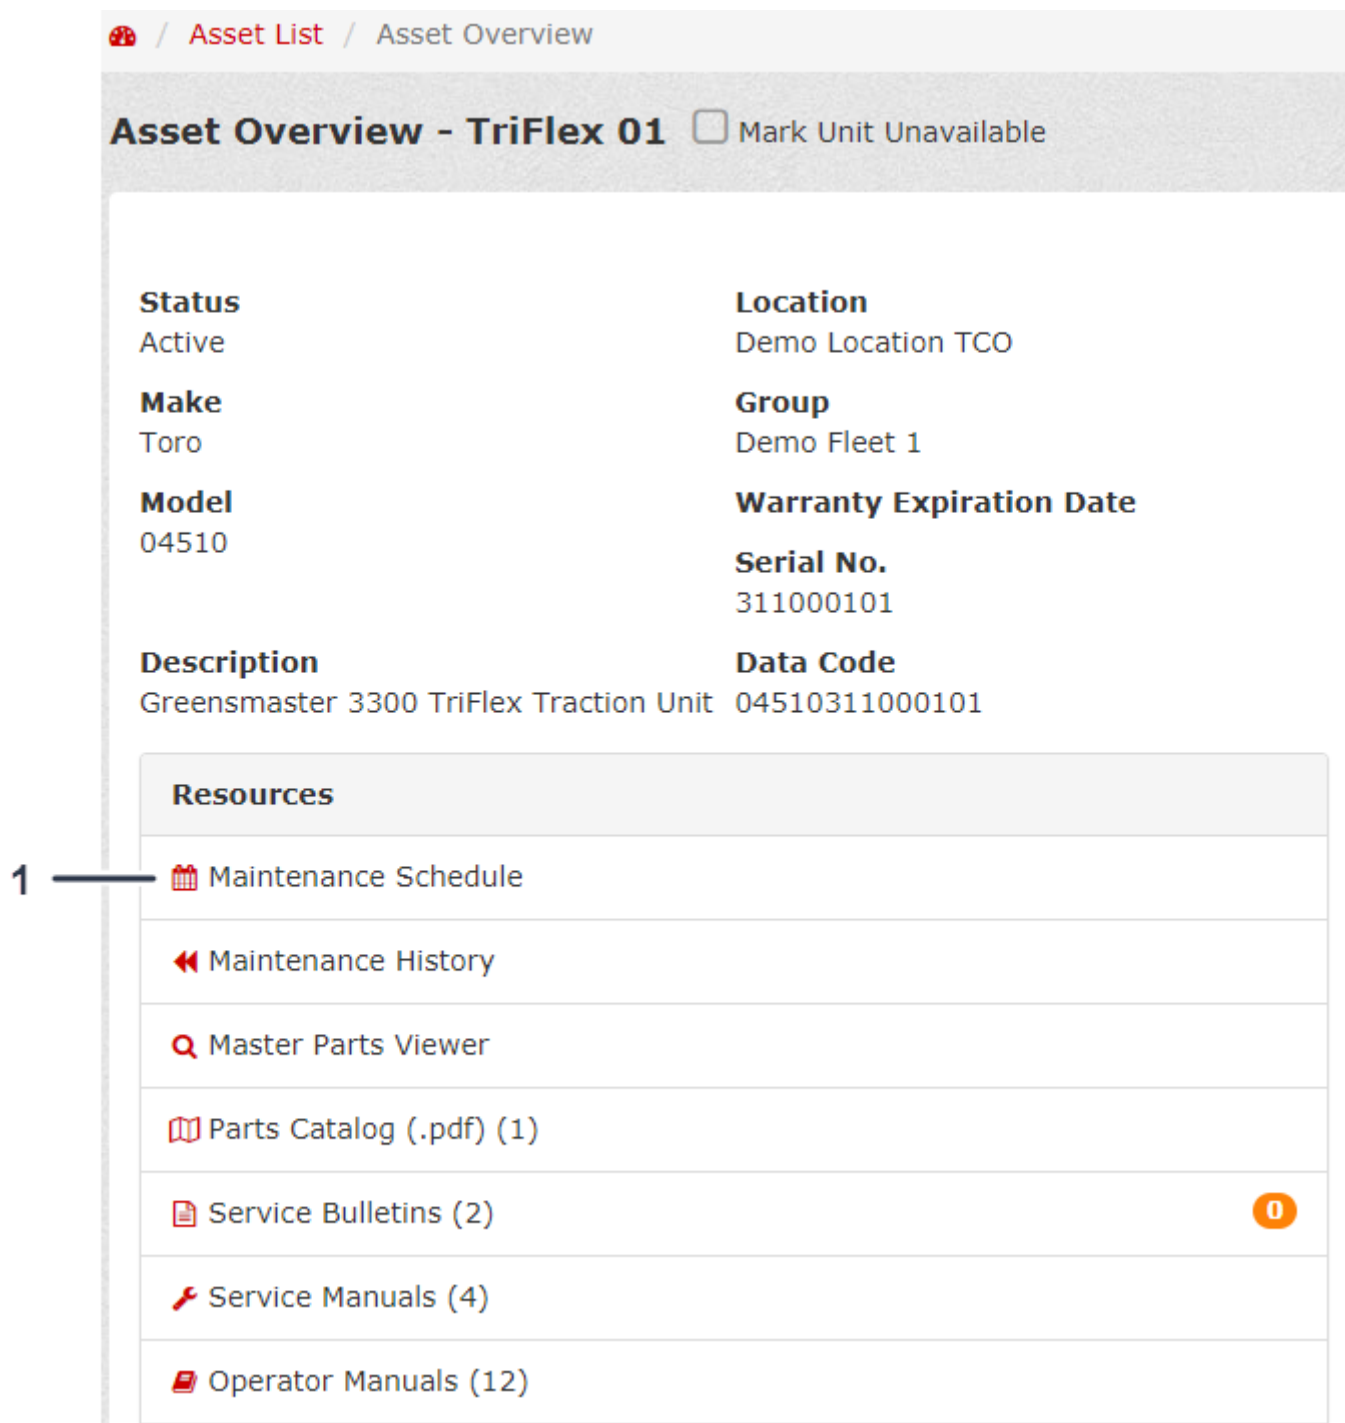 / Asset List / Asset Overview
Asset Overview - TriFlex 01 Mark Unit Unavailable
Status
Active
Location
Demo Location TCO
Make
Toro
Group
Demo Fleet 1
Model
04510
Warranty Expiration Date
Serial No.
311000101
Description
Greensmaster 3300 TriFlex Traction Unit
Data Code
04510311000101
Resources
1
Maintenance Schedule
Maintenance History
Master Parts Viewer
Parts Catalog (.pdf) (1)
Service Bulletins (2) 0
Service Manuals (4)
Operator Manuals (12)